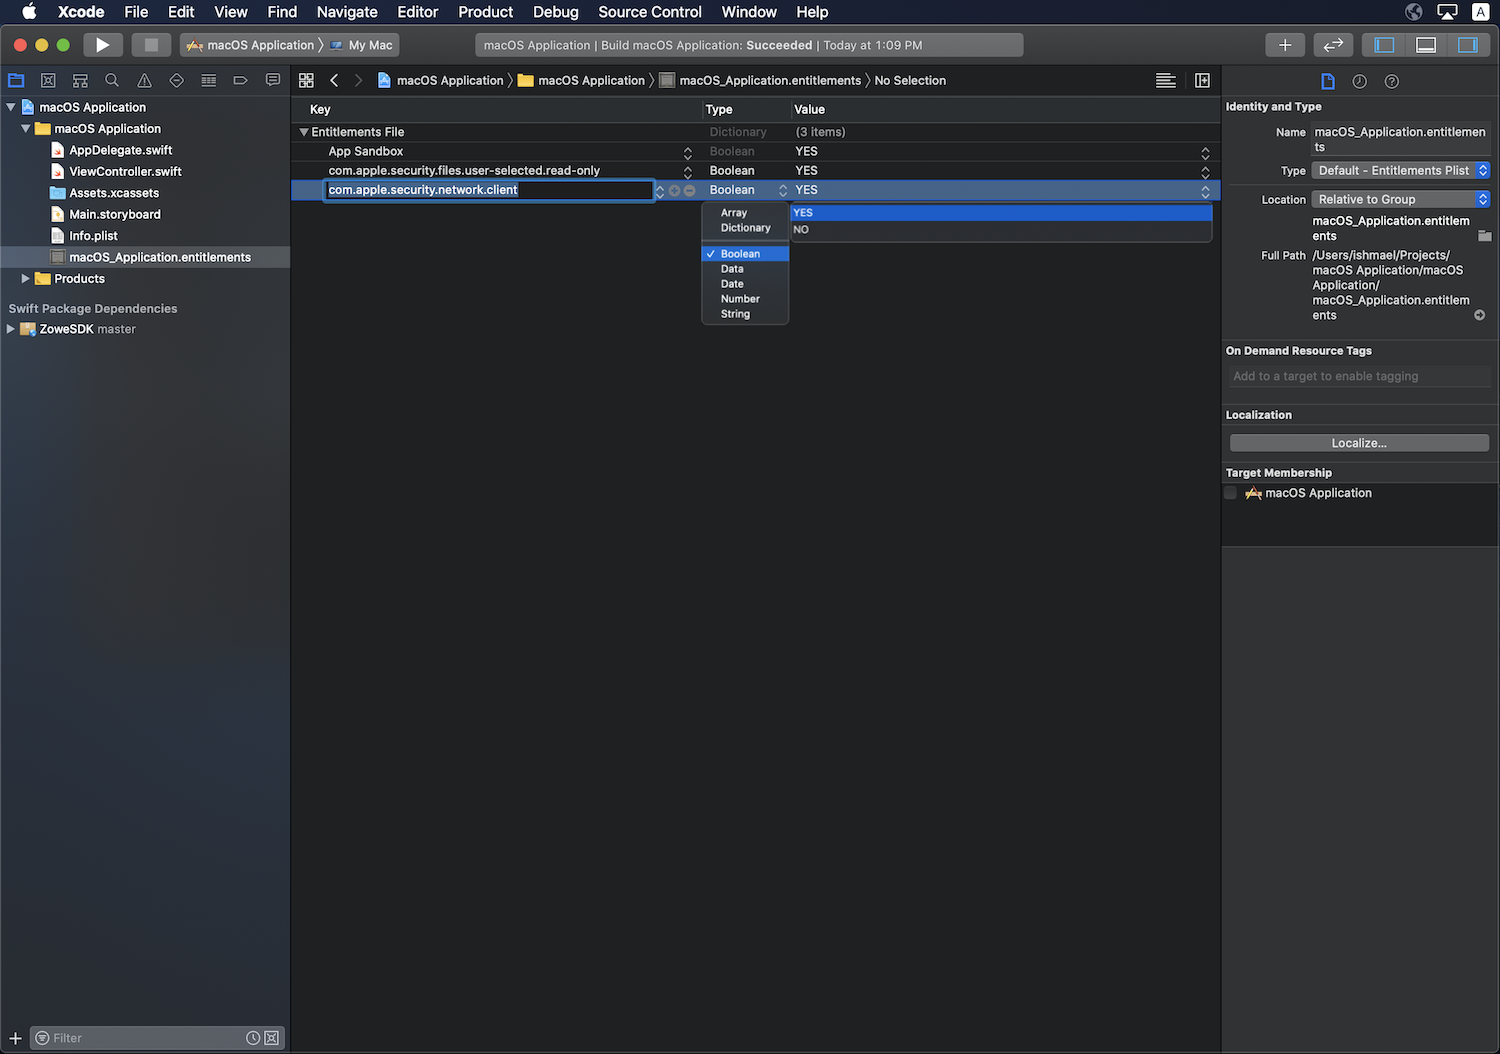 Xcode File Edit View Find Navigate Editor Product Debug Source Control Window Help A
macOS Application 〉 My Mac
macOS Application | Build macOS Application: Succeeded | Today at 1:09 PM
macOS Application 〉 macOS Application 〉 macOS_Application.entitlements 〉 No Selection
macOS Application
macOS Application
AppDelegate.swift
ViewController.swift
Assets.xcassets
Main.storyboard
Info.plist
macOS_Application.entitlements
Products
Swift Package Dependencies
ZoweSDK master
Filter
Key Type Value
Entitlements File Dictionary (3 items)
App Sandbox Boolean YES
com.apple.security.files.user-selected.read-only Boolean YES
com.apple.security.network.client Boolean YES
Array
Dictionary
✓ Boolean
Data
Date
Number
String
YES
NO
Identity and Type
Name macOS_Application.entitlemen
ts
Type Default - Entitlements Plist
Location Relative to Group
macOS_Application.entitlem
ents
Full Path /Users/ishmael/Projects/
macOS Application/macOS
Application/
macOS_Application.entitlem
ents
On Demand Resource Tags
Add to a target to enable tagging
Localization
Localize...
Target Membership
macOS Application